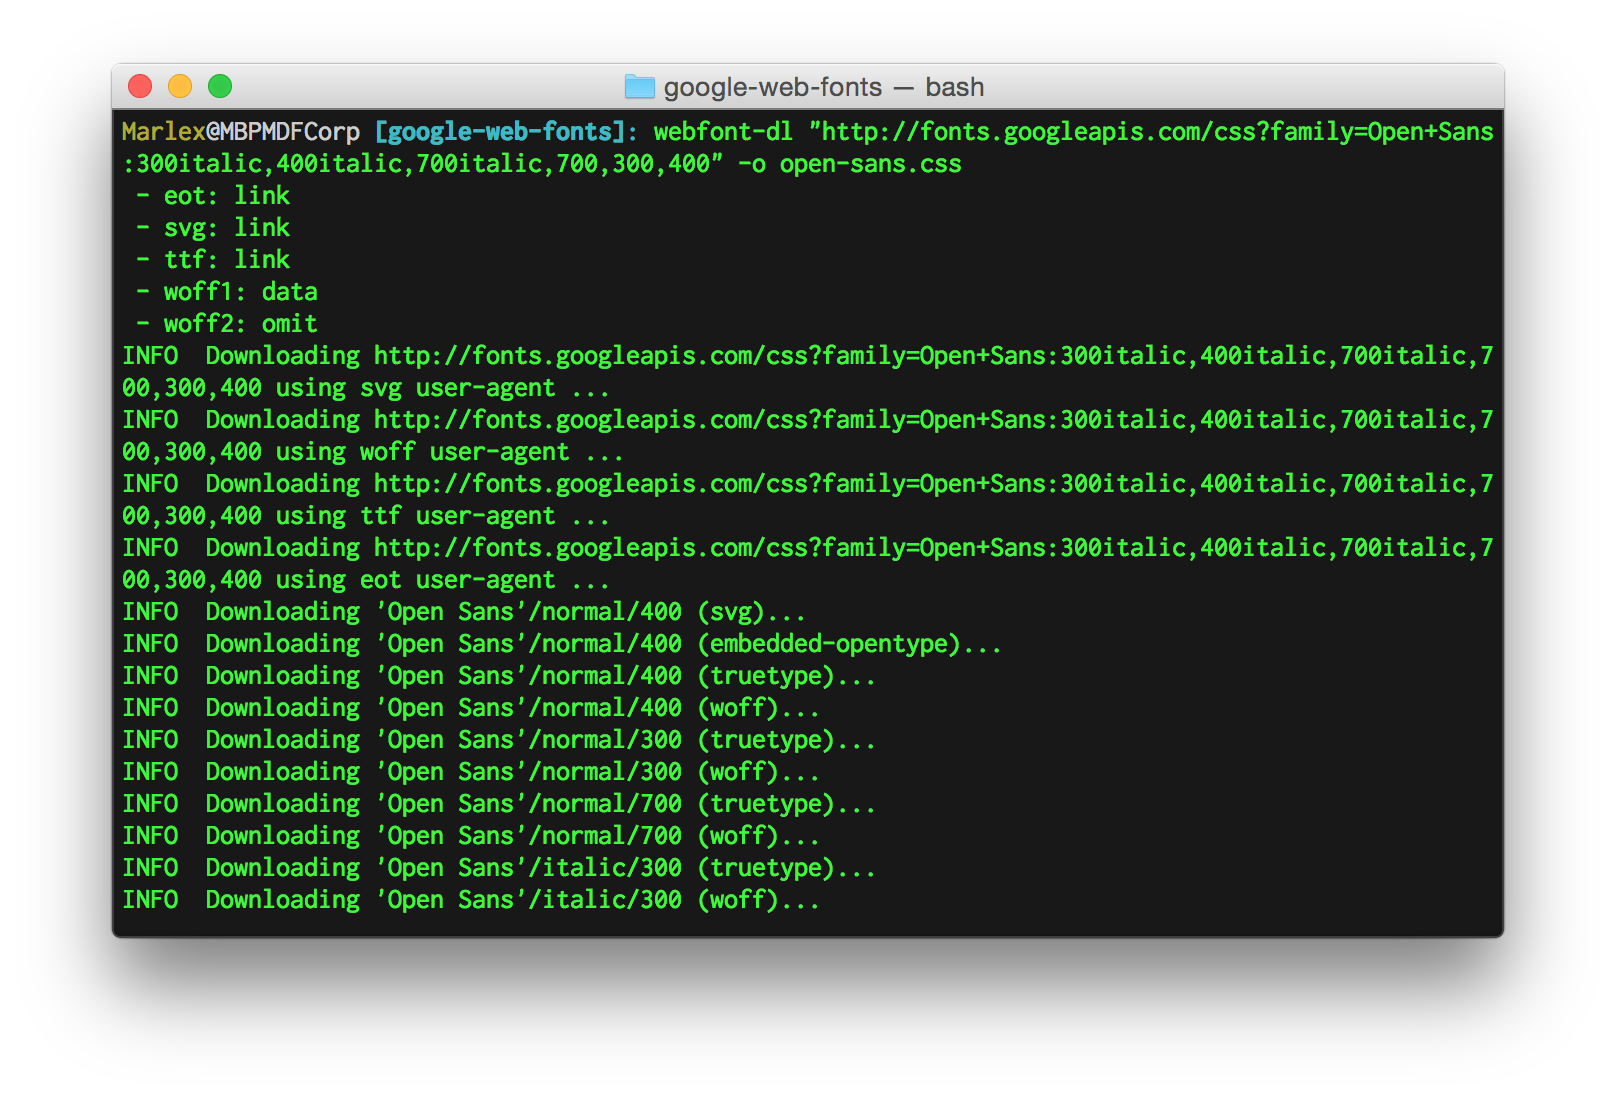 google-web-fonts — bash
Marlex@MBPMDFCorp [google-web-fonts]: webfont-dl "http://fonts.googleapis.com/css?family=Open+Sans
:300italic,400italic,700italic,700,300,400" -o open-sans.css
- eot: link
- svg: link
- ttf: link
- woff1: data
- woff2: omit
INFO  Downloading http://fonts.googleapis.com/css?family=Open+Sans:300italic,400italic,700italic,7
00,300,400 using svg user-agent ...
INFO  Downloading http://fonts.googleapis.com/css?family=Open+Sans:300italic,400italic,700italic,7
00,300,400 using woff user-agent ...
INFO  Downloading http://fonts.googleapis.com/css?family=Open+Sans:300italic,400italic,700italic,7
00,300,400 using ttf user-agent ...
INFO  Downloading http://fonts.googleapis.com/css?family=Open+Sans:300italic,400italic,700italic,7
00,300,400 using eot user-agent ...
INFO  Downloading 'Open Sans'/normal/400 (svg)...
INFO  Downloading 'Open Sans'/normal/400 (embedded-opentype)...
INFO  Downloading 'Open Sans'/normal/400 (truetype)...
INFO  Downloading 'Open Sans'/normal/400 (woff)...
INFO  Downloading 'Open Sans'/normal/300 (truetype)...
INFO  Downloading 'Open Sans'/normal/300 (woff)...
INFO  Downloading 'Open Sans'/normal/700 (truetype)...
INFO  Downloading 'Open Sans'/normal/700 (woff)...
INFO  Downloading 'Open Sans'/italic/300 (truetype)...
INFO  Downloading 'Open Sans'/italic/300 (woff)...